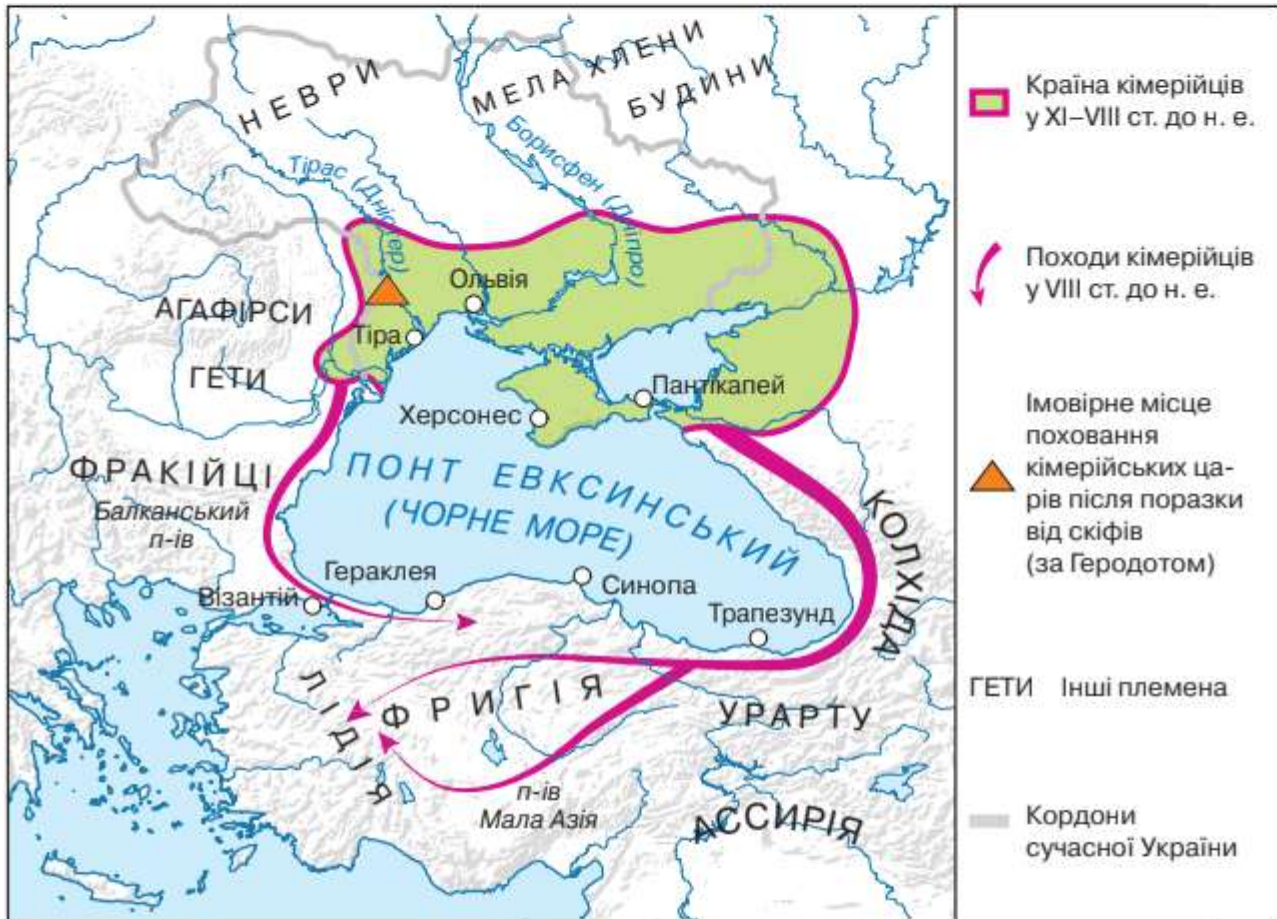 НЕВРИ
МЕЛАХЛЕНИ
БУДИНИ
Тірас (Дністер)
Борисфен (Дніпро)
Ольвія
АГАФІРСИ
Тіра
ГЕТИ
Пантікапей
Херсонес
ФРАКІЙЦІ
Балканський
п-ів
ПОНТ ЕВКСИНСЬКИЙ
(ЧОРНЕ МОРЕ)
КОЛХІДА
Гераклея
Синопа
Візантій
Трапезунд
ЛІДІЯ
ФРИГІЯ
УРАРТУ
п-ів
Мала Азія
АССИРІЯ
Країна кімерійців
у XI–VIII ст. до н. е.
Походи кімерійців
у VIII ст. до н. е.
Імовірне місце
поховання
кімерійських ца-
рів після поразки
від скіфів
(за Геродотом)
ГЕТИ Інші племена
Кордони
сучасної України